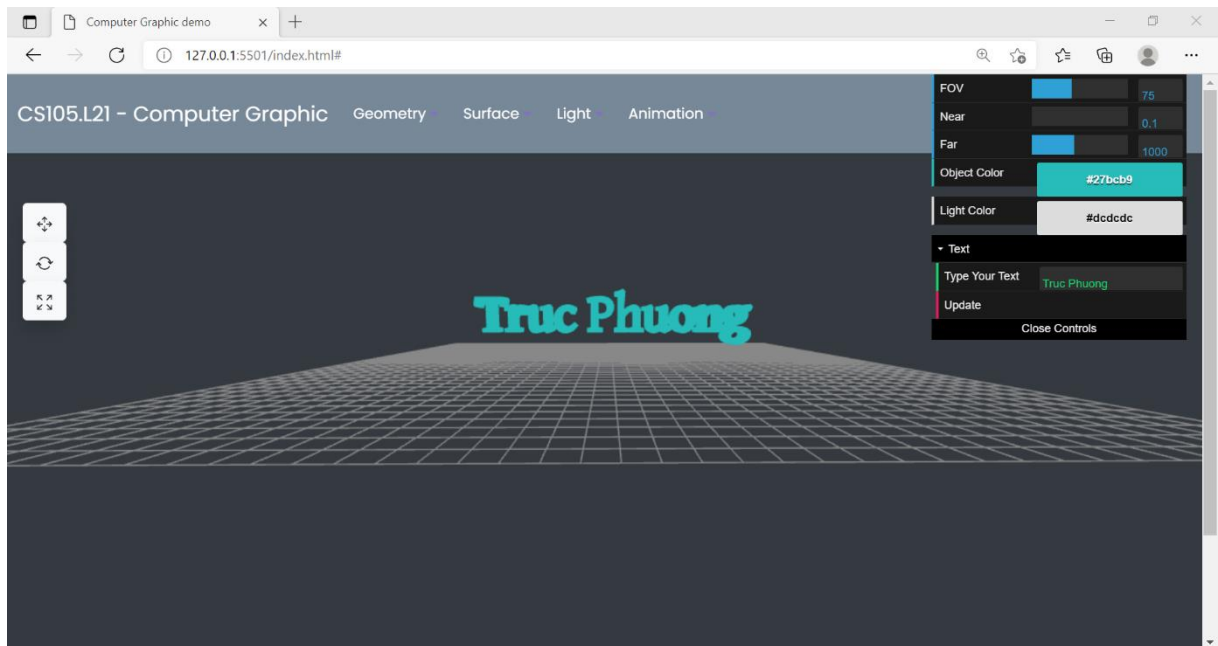 Computer Graphic demo
127.0.0.1:5501/index.html#
CS105.L21 - Computer Graphic Geometry Surface Light Animation
FOV 75
Near 0.1
Far 1000
Object Color #27bcb9
Light Color #dcdcdc
Text
Type Your Text Truc Phuong
Update
Close Controls
Truc Phuong